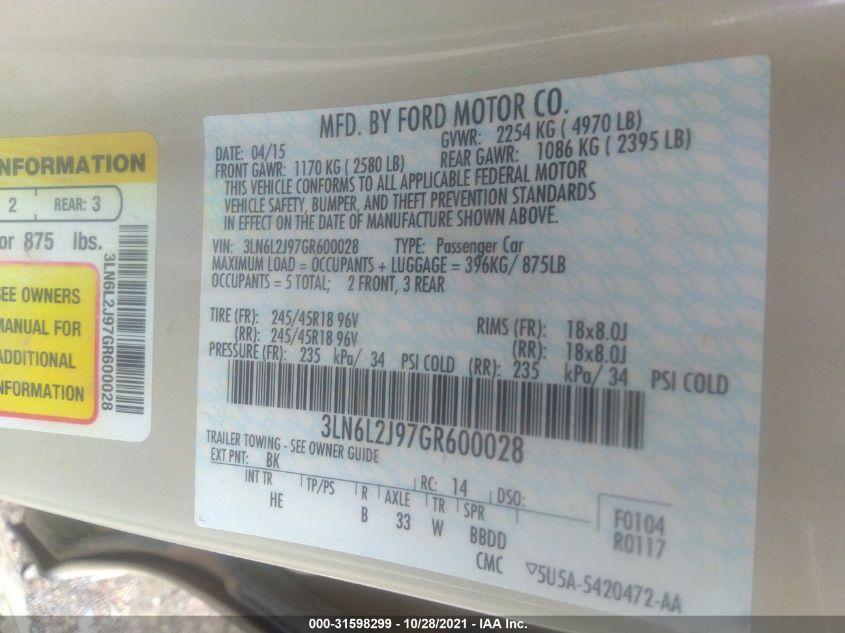 NFORMATION
2 REAR: 3
or 875 lbs.
SEE OWNERS
MANUAL FOR
ADDITIONAL
INFORMATION
3LN6L2J97GR600028
MFD. BY FORD MOTOR CO.
DATE: 04/15 GVWR: 2254 KG ( 4970 LB)
FRONT GAWR: 1170 KG ( 2580 LB) REAR GAWR: 1086 KG ( 2395 LB)
THIS VEHICLE CONFORMS TO ALL APPLICABLE FEDERAL MOTOR
VEHICLE SAFETY, BUMPER, AND THEFT PREVENTION STANDARDS
IN EFFECT ON THE DATE OF MANUFACTURE SHOWN ABOVE.
VIN: 3LN6L2J97GR600028 TYPE: Passenger Car
MAXIMUM LOAD = OCCUPANTS + LUGGAGE = 396KG/ 875LB
OCCUPANTS = 5 TOTAL; 2 FRONT, 3 REAR
TIRE (FR): 245/45R18 96V RIMS (FR): 18x8.0J
(RR): 245/45R18 96V (RR): 18x8.0J
PRESSURE (FR): 235 kPa/ 34 PSI COLD (RR): 235 kPa/ 34 PSI COLD
3LN6L2J97GR600028
TRAILER TOWING - SEE OWNER GUIDE
EXT PNT: BK RC: 14 DSO:
INT TR TP/PS R AXLE TR SPR
HE B 33 W BBDD
CMC
F0104
R0117
▽5U5A-5420472-AA
000-31598299 - 10/28/2021 - IAA Inc.